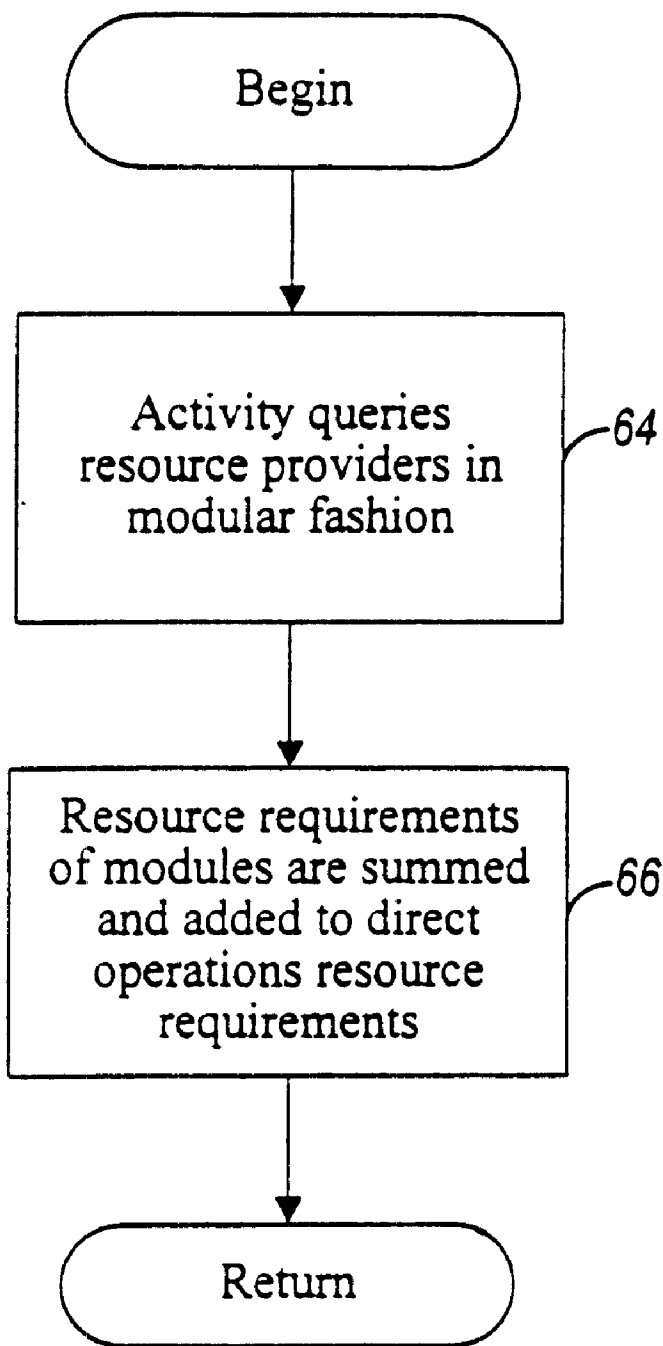 Begin
Activity queries
resource providers in
modular fashion
64
Resource requirements
of modules are summed
and added to direct
operations resource
requirements
66
Return